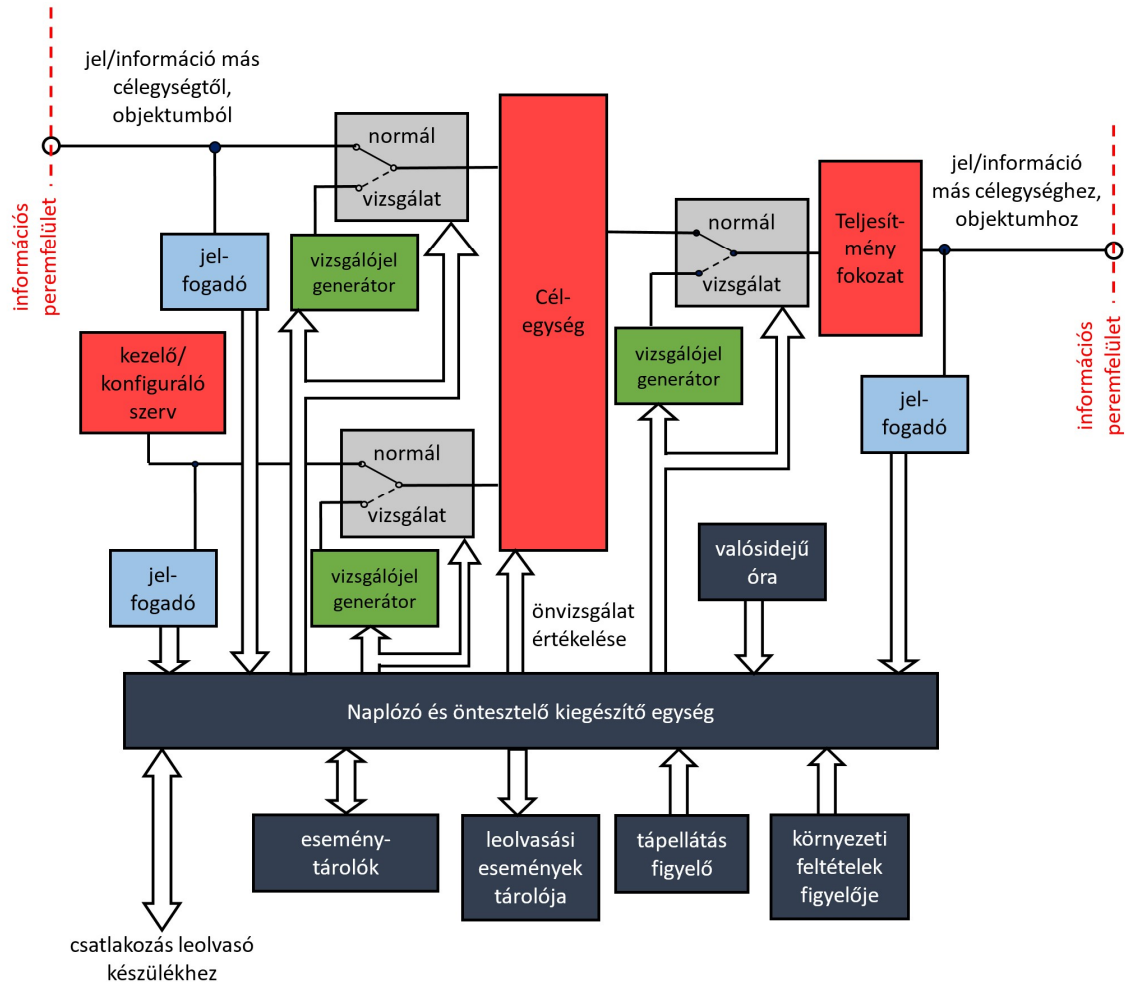 jel/információ más
célegységtől,
objektumból
információs
peremfelület
normál
vizsgálat
jel-
fogadó
vizsgálójel
generátor
kezelő/
konfiguráló
szerv
normál
vizsgálat
jel-
fogadó
vizsgálójel
generátor
Cél-
egység
normál
vizsgálat
vizsgálójel
generátor
Teljesít-
mény
fokozat
jel/információ
más célegységhez,
objektumhoz
információs
peremfelület
jel-
fogadó
valósidejű
óra
önvizsgálat
értékelése
Naplózó és öntesztelő kiegészítő egység
esemény-
tárolók
leolvasási
események
tárolója
tápellátás
figyelő
környezeti
feltételek
figyelője
csatlakozás leolvasó
készülékhez